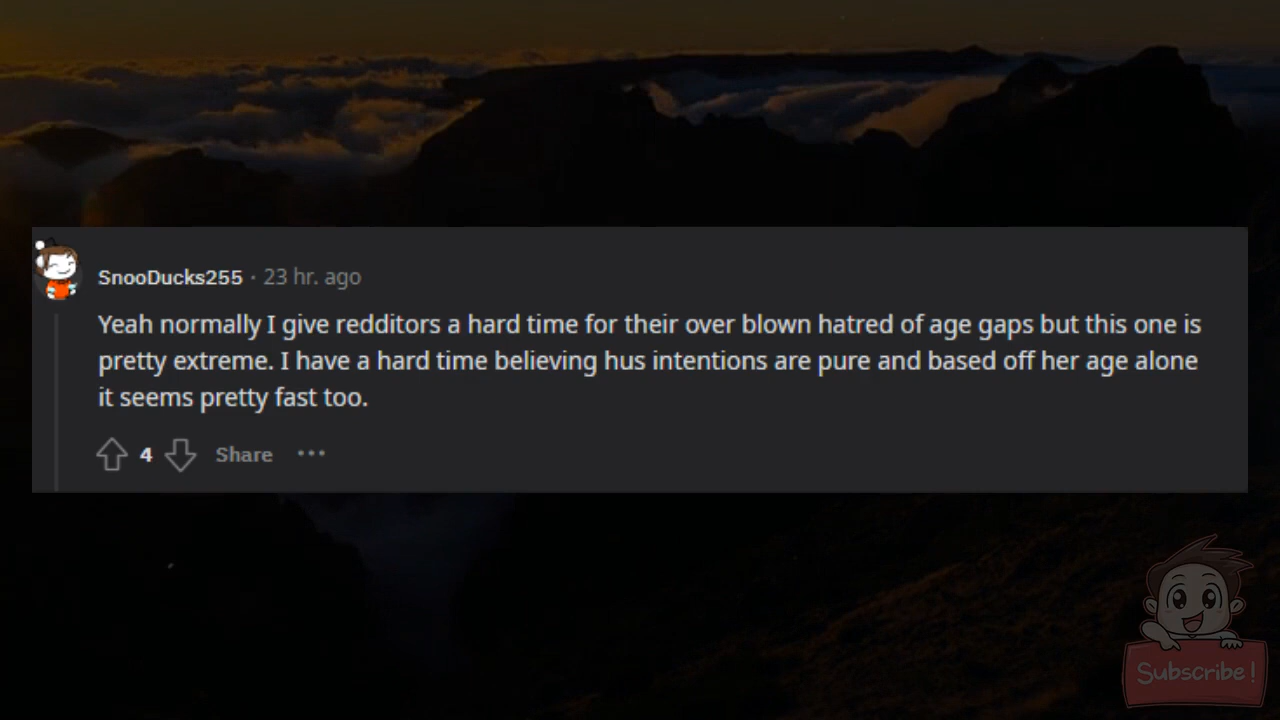 SnooDucks255 · 23 hr. ago
Yeah normally I give redditors a hard time for their over blown hatred of age gaps but this one is
pretty extreme. I have a hard time believing hus intentions are pure and based off her age alone
it seems pretty fast too.
4 Share ···
Subscribe!